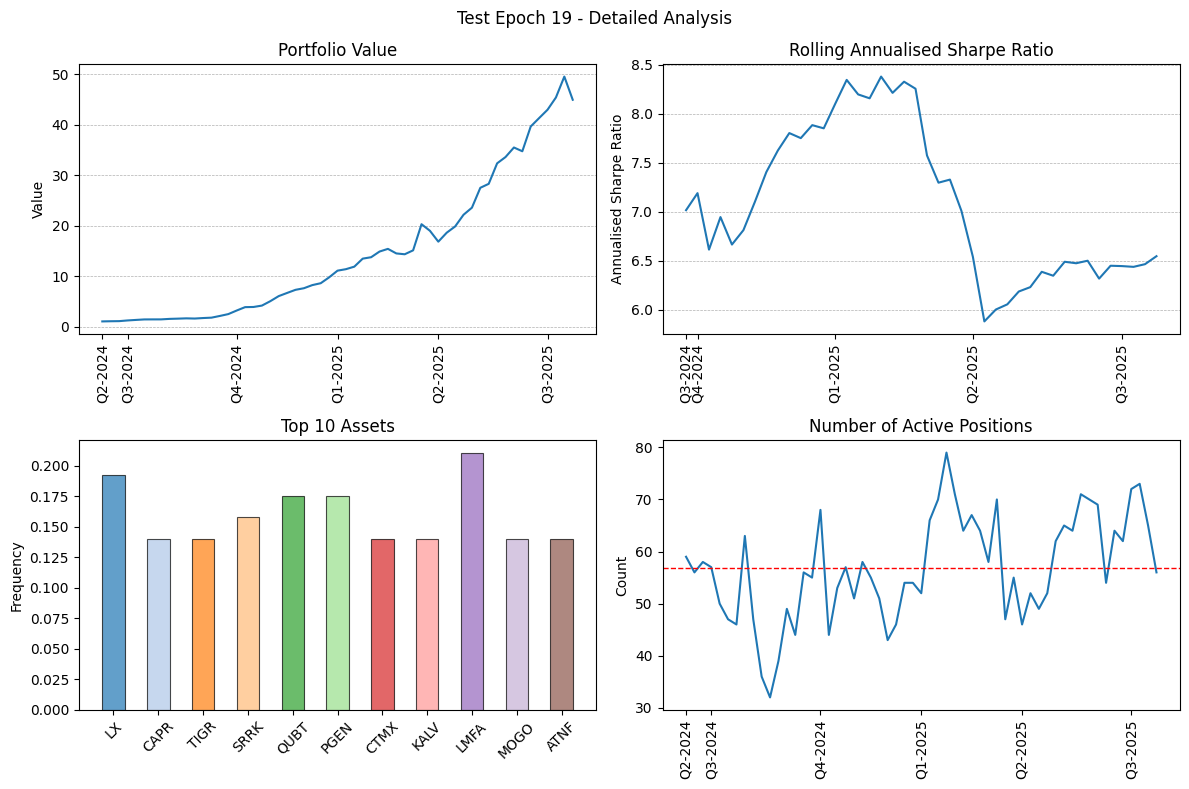 Test Epoch 19 - Detailed Analysis
Portfolio Value
Value
50
40
30
20
10
0
Q2-2024
Q3-2024
Q4-2024
Q1-2025
Q2-2025
Q3-2025
Rolling Annualised Sharpe Ratio
Annualised Sharpe Ratio
8.5
8.0
7.5
7.0
6.5
6.0
Q3-2024
Q4-2024
Q1-2025
Q2-2025
Q3-2025
Top 10 Assets
Frequency
0.200
0.175
0.150
0.125
0.100
0.075
0.050
0.025
0.000
LX
CAPR
TIGR
SRRK
QUBT
PGEN
CTMX
KALV
LMFA
MOGO
ATNF
Number of Active Positions
Count
80
70
60
50
40
30
Q2-2024
Q3-2024
Q4-2024
Q1-2025
Q2-2025
Q3-2025